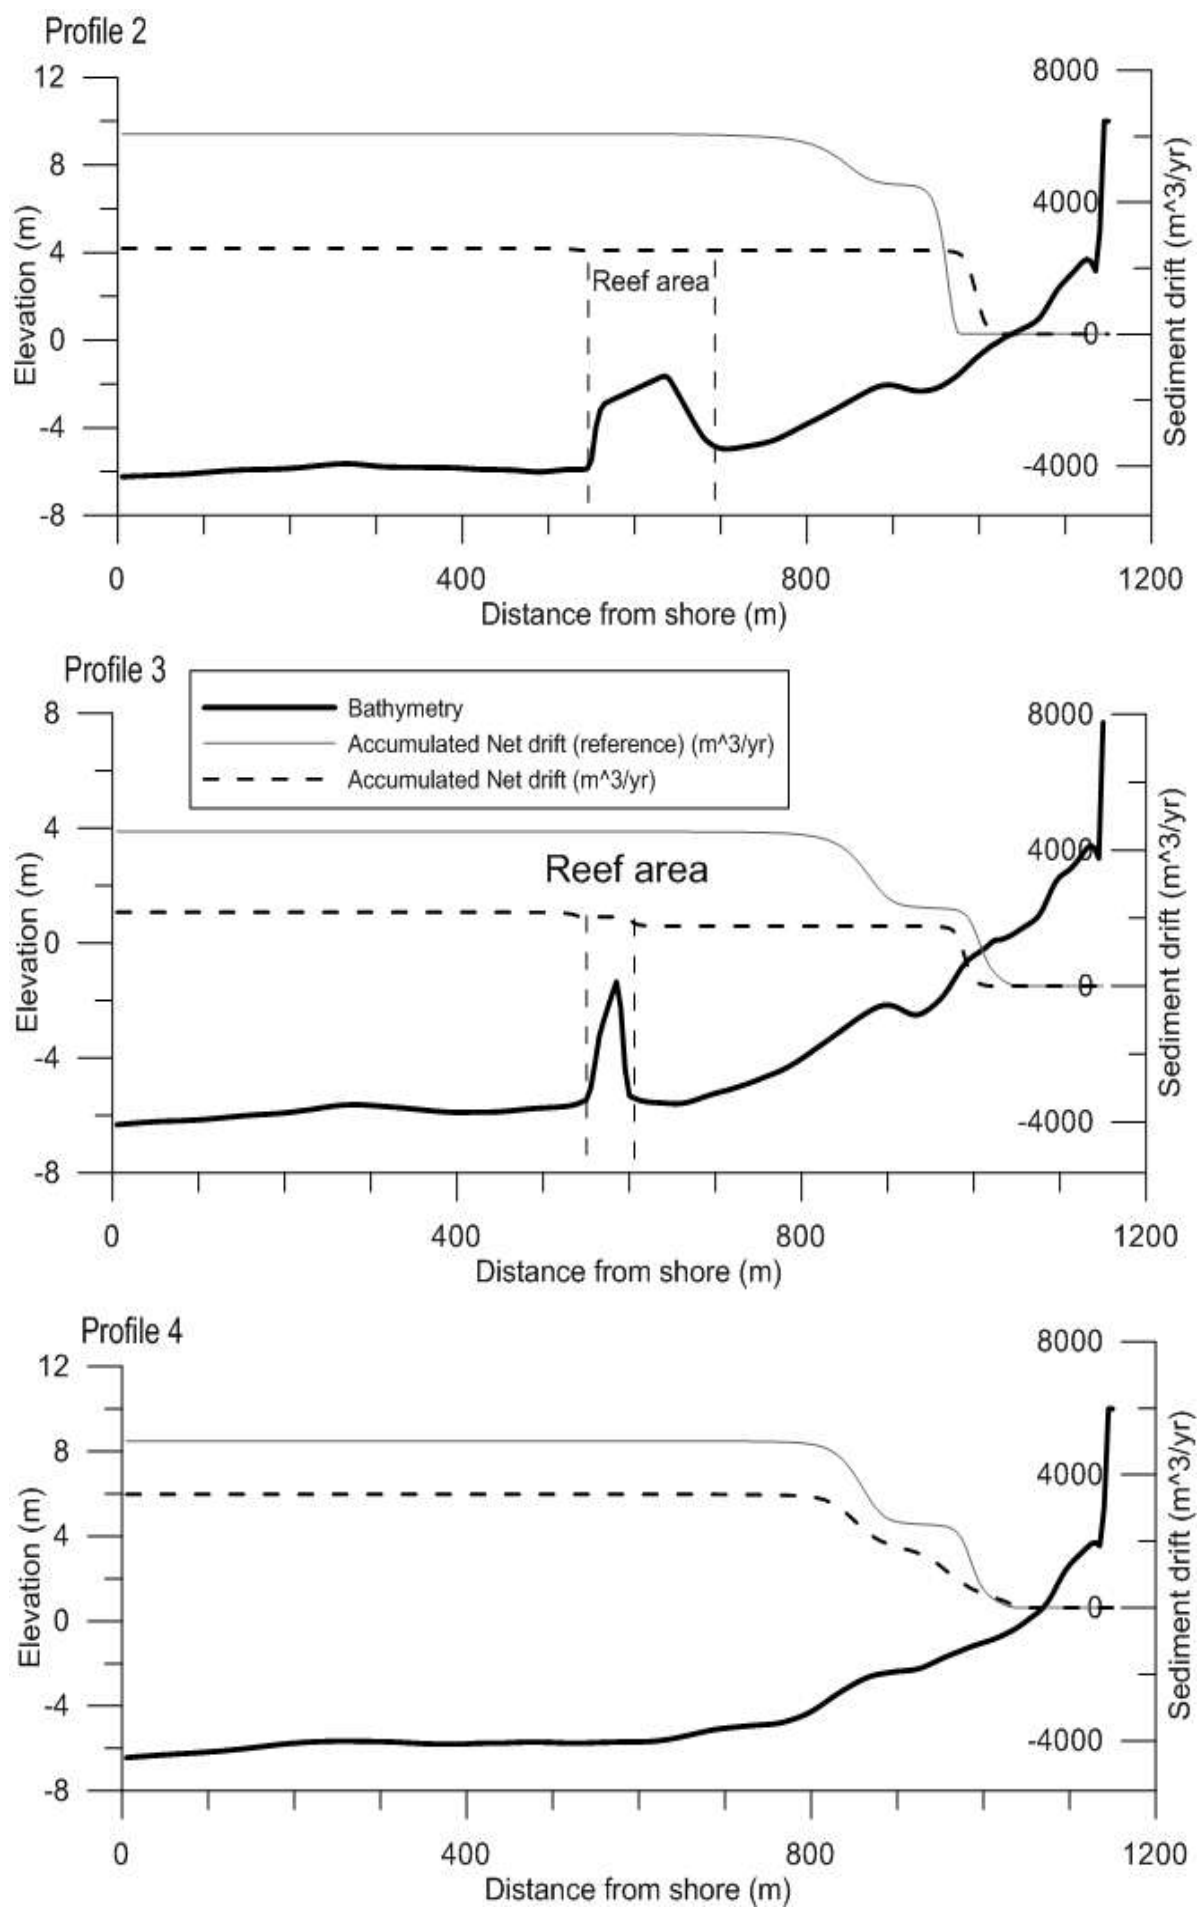 Profile 2
12
8
4
0
-4
-8
Elevation (m)
8000
4000
0
-4000
Sediment drift (m^3/yr)
Reef area
0
400
800
1200
Distance from shore (m)
Profile 3
Bathymetry
Accumulated Net drift (reference) (m^3/yr)
Accumulated Net drift (m^3/yr)
8
4
0
-4
-8
Elevation (m)
8000
4000
0
-4000
Sediment drift (m^3/yr)
Reef area
0
400
800
1200
Distance from shore (m)
Profile 4
12
8
4
0
-4
-8
Elevation (m)
8000
4000
0
-4000
Sediment drift (m^3/yr)
0
400
800
1200
Distance from shore (m)